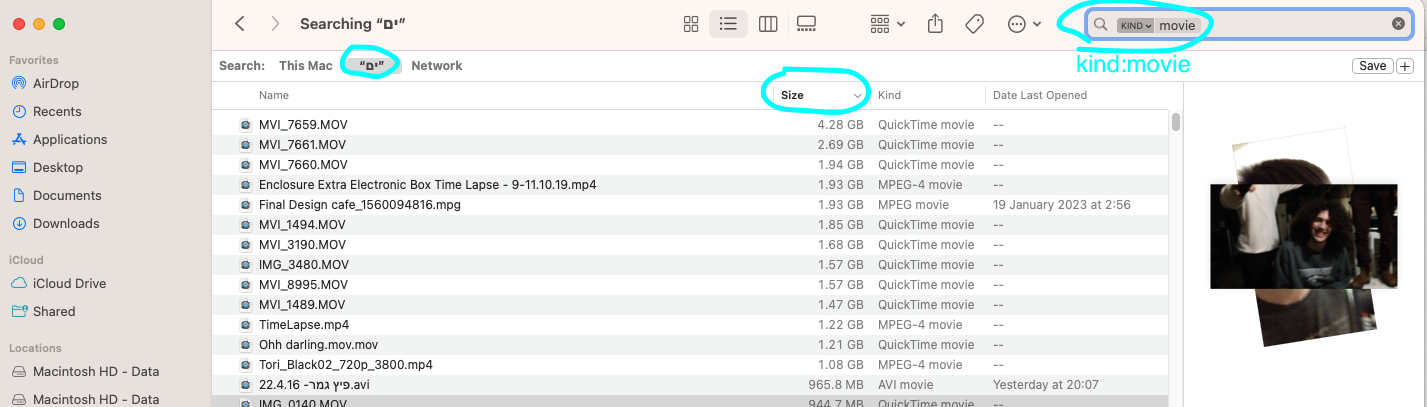 Searching “ים”
KIND movie
kind:movie
Search: This Mac “ים” Network
Save +
Favorites
AirDrop
Recents
Applications
Desktop
Documents
Downloads
iCloud
iCloud Drive
Shared
Locations
Macintosh HD - Data
Macintosh HD - Data
Name Size Kind Date Last Opened
MVI_7659.MOV 4.28 GB QuickTime movie --
MVI_7661.MOV 2.69 GB QuickTime movie --
MVI_7660.MOV 1.94 GB QuickTime movie --
Enclosure Extra Electronic Box Time Lapse - 9-11.10.19.mp4 1.93 GB MPEG-4 movie --
Final Design cafe_1560094816.mpg 1.93 GB MPEG movie 19 January 2023 at 2:56
MVI_1494.MOV 1.85 GB QuickTime movie --
MVI_3190.MOV 1.68 GB QuickTime movie --
IMG_3480.MOV 1.57 GB QuickTime movie --
MVI_8995.MOV 1.57 GB QuickTime movie --
MVI_1489.MOV 1.47 GB QuickTime movie --
TimeLapse.mp4 1.22 GB MPEG-4 movie --
Ohh darling.mov.mov 1.21 GB QuickTime movie --
Tori_Black02_720p_3800.mp4 1.08 GB MPEG-4 movie --
22.4.16 -פיץ גמר.avi 965.8 MB AVI movie Yesterday at 20:07
IMG_0140.MOV 944.7 MB QuickTime movie --